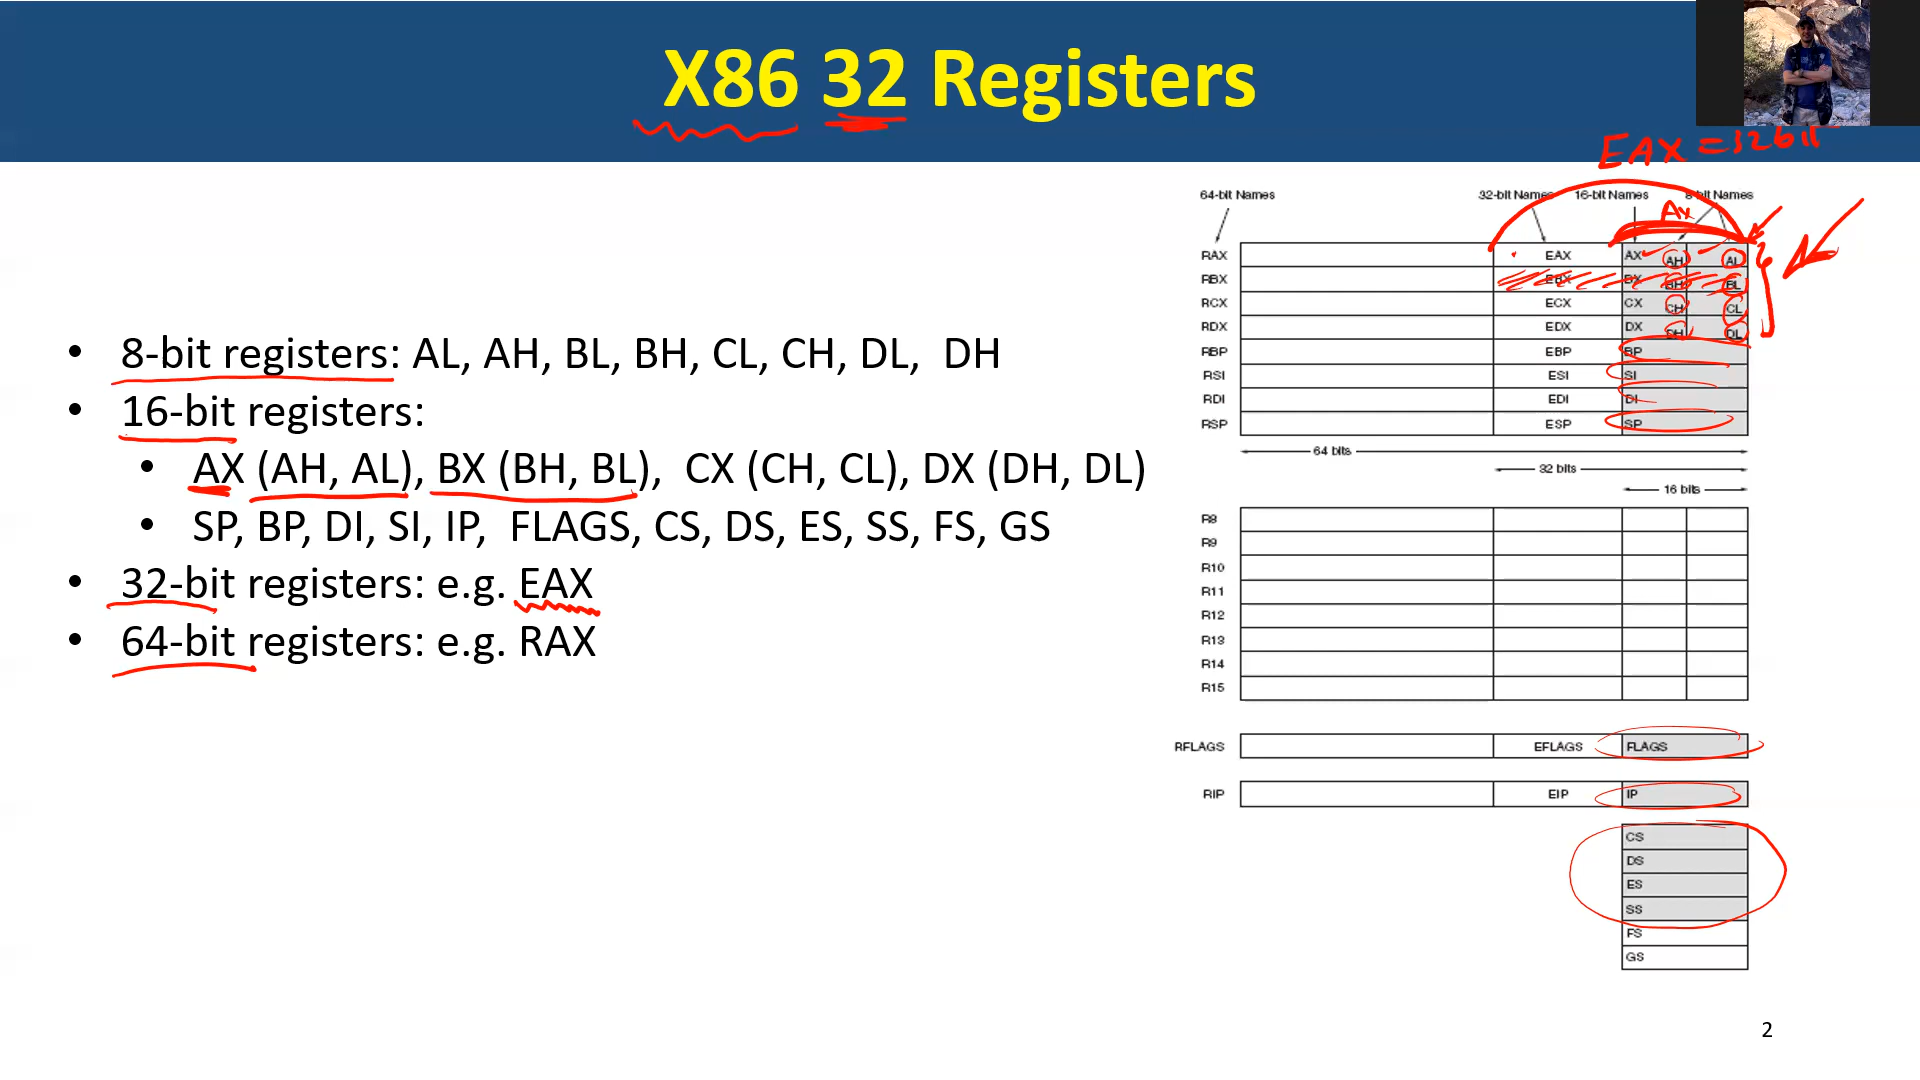 X86 32 Registers
EAX = 32bit
• 8-bit registers: AL, AH, BL, BH, CL, CH, DL, DH
• 16-bit registers:
• AX (AH, AL), BX (BH, BL), CX (CH, CL), DX (DH, DL)
• SP, BP, DI, SI, IP, FLAGS, CS, DS, ES, SS, FS, GS
• 32-bit registers: e.g. EAX
• 64-bit registers: e.g. RAX
64-bit Names 32-bit Names 16-bit Names 8-bit Names
Ax
RAX EAX AX AH AL
RBX EBX BX BH BL
RCX ECX CX CH CL
RDX EDX DX DH DL
RBP EBP BP
RSI ESI SI
RDI EDI DI
RSP ESP SP
64 bits
32 bits
16 bits
R8
R9
R10
R11
R12
R13
R14
R15
RFLAGS EFLAGS FLAGS
RIP EIP IP
CS
DS
ES
SS
FS
GS
2